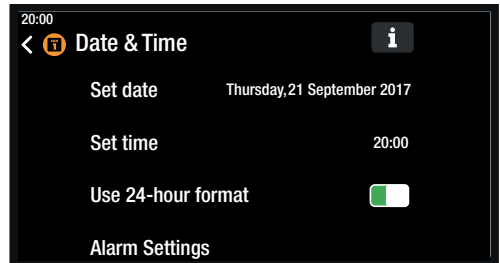 20:00
Date & Time
Set date Thursday,21 September 2017
Set time 20:00
Use 24-hour format
Alarm Settings